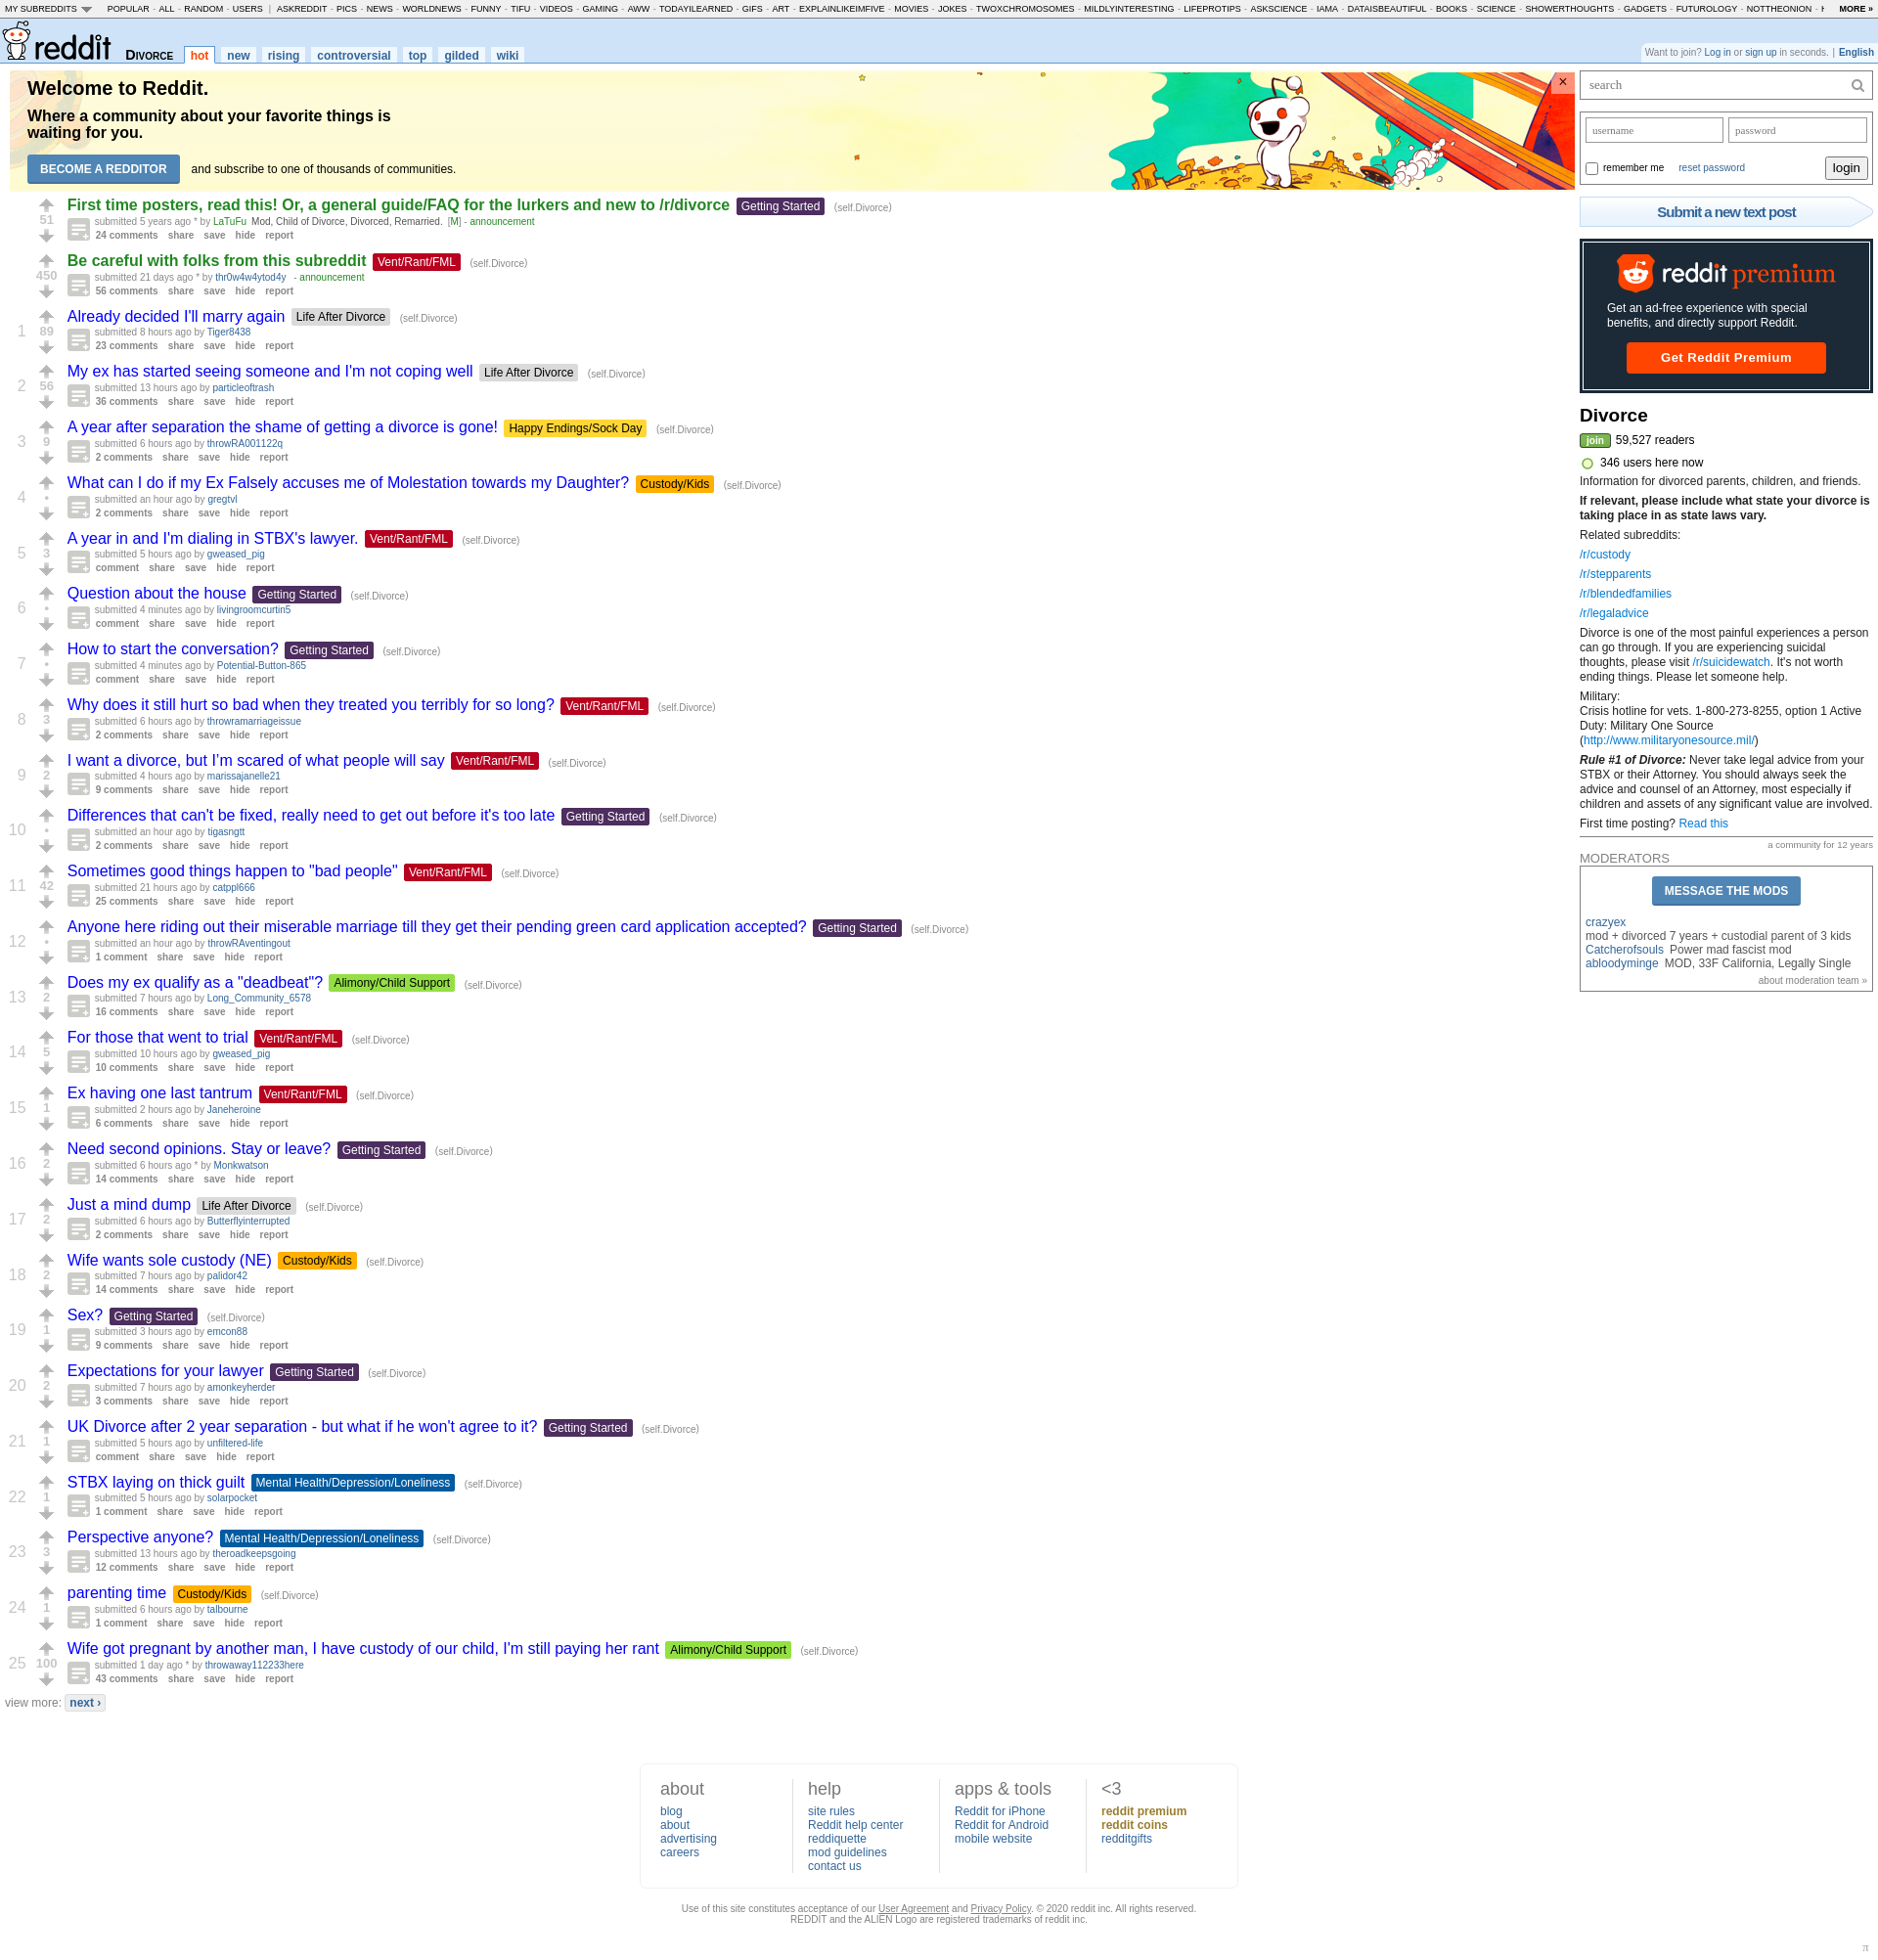 MY SUBREDDITS POPULAR - ALL - RANDOM - USERS | ASKREDDIT - PICS - NEWS - WORLDNEWS - FUNNY - TIFU - VIDEOS - GAMING - AWW - TODAYILEARNED - GIFS - ART - EXPLAINLIKEIMFIVE - MOVIES - JOKES - TWOXCHROMOSOMES - MILDLYINTERESTING - LIFEPROTIPS - ASKSCIENCE - IAMA - DATAISBEAUTIFUL - BOOKS - SCIENCE - SHOWERTHOUGHTS - GADGETS - FUTUROLOGY - NOTTHEONION - MORE »
reddit DIVORCE hot new rising controversial top gilded wiki
Want to join? Log in or sign up in seconds. | English
Welcome to Reddit.
Where a community about your favorite things is
waiting for you.
BECOME A REDDITOR and subscribe to one of thousands of communities.
×
First time posters, read this! Or, a general guide/FAQ for the lurkers and new to /r/divorce Getting Started (self.Divorce)
51
submitted 5 years ago * by LaTuFu Mod, Child of Divorce, Divorced, Remarried. [M] - announcement
24 comments share save hide report
Be careful with folks from this subreddit Vent/Rant/FML (self.Divorce)
450
submitted 21 days ago * by thr0w4w4ytod4y - announcement
56 comments share save hide report
Already decided I'll marry again Life After Divorce (self.Divorce)
1 89
submitted 8 hours ago by Tiger8438
23 comments share save hide report
My ex has started seeing someone and I'm not coping well Life After Divorce (self.Divorce)
2 56
submitted 13 hours ago by particleoftrash
36 comments share save hide report
A year after separation the shame of getting a divorce is gone! Happy Endings/Sock Day (self.Divorce)
3 9
submitted 6 hours ago by throwRA001122q
2 comments share save hide report
What can I do if my Ex Falsely accuses me of Molestation towards my Daughter? Custody/Kids (self.Divorce)
4 •
submitted an hour ago by gregtvl
2 comments share save hide report
A year in and I'm dialing in STBX's lawyer. Vent/Rant/FML (self.Divorce)
5 3
submitted 5 hours ago by gweased_pig
comment share save hide report
Question about the house Getting Started (self.Divorce)
6 •
submitted 4 minutes ago by livingroomcurtin5
comment share save hide report
How to start the conversation? Getting Started (self.Divorce)
7 •
submitted 4 minutes ago by Potential-Button-865
comment share save hide report
Why does it still hurt so bad when they treated you terribly for so long? Vent/Rant/FML (self.Divorce)
8 3
submitted 6 hours ago by throwramarriageissue
2 comments share save hide report
I want a divorce, but I’m scared of what people will say Vent/Rant/FML (self.Divorce)
9 2
submitted 4 hours ago by marissajanelle21
9 comments share save hide report
Differences that can't be fixed, really need to get out before it's too late Getting Started (self.Divorce)
10 •
submitted an hour ago by tigasngtt
2 comments share save hide report
Sometimes good things happen to "bad people" Vent/Rant/FML (self.Divorce)
11 42
submitted 21 hours ago by catppl666
25 comments share save hide report
Anyone here riding out their miserable marriage till they get their pending green card application accepted? Getting Started (self.Divorce)
12 •
submitted an hour ago by throwRAventingout
1 comment share save hide report
Does my ex qualify as a "deadbeat"? Alimony/Child Support (self.Divorce)
13 2
submitted 7 hours ago by Long_Community_6578
16 comments share save hide report
For those that went to trial Vent/Rant/FML (self.Divorce)
14 5
submitted 10 hours ago by gweased_pig
10 comments share save hide report
Ex having one last tantrum Vent/Rant/FML (self.Divorce)
15 1
submitted 2 hours ago by Janeheroine
6 comments share save hide report
Need second opinions. Stay or leave? Getting Started (self.Divorce)
16 2
submitted 6 hours ago * by Monkwatson
14 comments share save hide report
Just a mind dump Life After Divorce (self.Divorce)
17 2
submitted 6 hours ago by Butterflyinterrupted
2 comments share save hide report
Wife wants sole custody (NE) Custody/Kids (self.Divorce)
18 2
submitted 7 hours ago by palidor42
14 comments share save hide report
Sex? Getting Started (self.Divorce)
19 1
submitted 3 hours ago by emcon88
9 comments share save hide report
Expectations for your lawyer Getting Started (self.Divorce)
20 2
submitted 7 hours ago by amonkeyherder
3 comments share save hide report
UK Divorce after 2 year separation - but what if he won't agree to it? Getting Started (self.Divorce)
21 1
submitted 5 hours ago by unfiltered-life
comment share save hide report
STBX laying on thick guilt Mental Health/Depression/Loneliness (self.Divorce)
22 1
submitted 5 hours ago by solarpocket
1 comment share save hide report
Perspective anyone? Mental Health/Depression/Loneliness (self.Divorce)
23 3
submitted 13 hours ago by theroadkeepsgoing
12 comments share save hide report
parenting time Custody/Kids (self.Divorce)
24 1
submitted 6 hours ago by talbourne
1 comment share save hide report
Wife got pregnant by another man, I have custody of our child, I'm still paying her rant Alimony/Child Support (self.Divorce)
25 100
submitted 1 day ago * by throwaway112233here
43 comments share save hide report
view more: next ›
search
username password
remember me reset password login
Submit a new text post
reddit premium
Get an ad-free experience with special
benefits, and directly support Reddit.
Get Reddit Premium
Divorce
join 59,527 readers
346 users here now
Information for divorced parents, children, and friends.
If relevant, please include what state your divorce is
taking place in as state laws vary.
Related subreddits:
/r/custody
/r/stepparents
/r/blendedfamilies
/r/legaladvice
Divorce is one of the most painful experiences a person
can go through. If you are experiencing suicidal
thoughts, please visit /r/suicidewatch. It's not worth
ending things. Please let someone help.
Military:
Crisis hotline for vets. 1-800-273-8255, option 1 Active
Duty: Military One Source
(http://www.militaryonesource.mil/)
Rule #1 of Divorce: Never take legal advice from your
STBX or their Attorney. You should always seek the
advice and counsel of an Attorney, most especially if
children and assets of any significant value are involved.
First time posting? Read this
a community for 12 years
MODERATORS
MESSAGE THE MODS
crazyex
mod + divorced 7 years + custodial parent of 3 kids
Catcherofsouls Power mad fascist mod
abloodyminge MOD, 33F California, Legally Single
about moderation team »
about
blog
about
advertising
careers
help
site rules
Reddit help center
reddiquette
mod guidelines
contact us
apps & tools
Reddit for iPhone
Reddit for Android
mobile website
<3
reddit premium
reddit coins
redditgifts
Use of this site constitutes acceptance of our User Agreement and Privacy Policy. © 2020 reddit inc. All rights reserved.
REDDIT and the ALIEN Logo are registered trademarks of reddit inc.
π